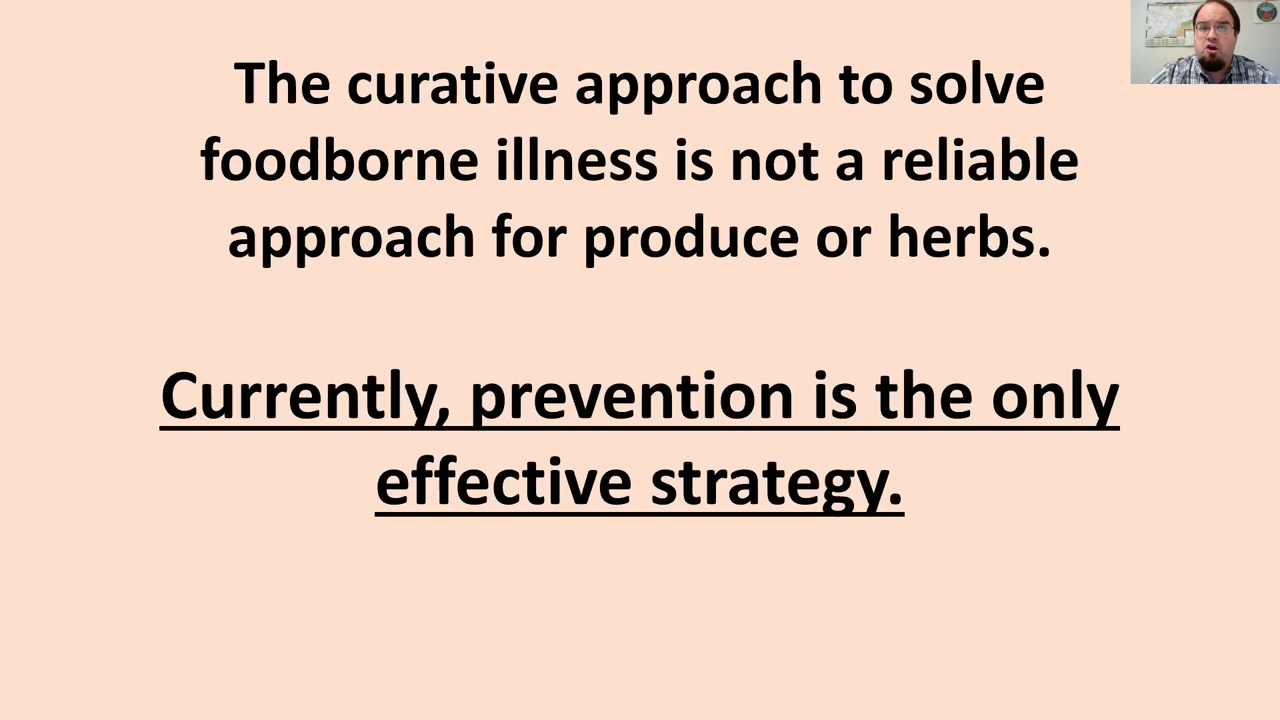 The curative approach to solve
foodborne illness is not a reliable
approach for produce or herbs.
Currently, prevention is the only
effective strategy.